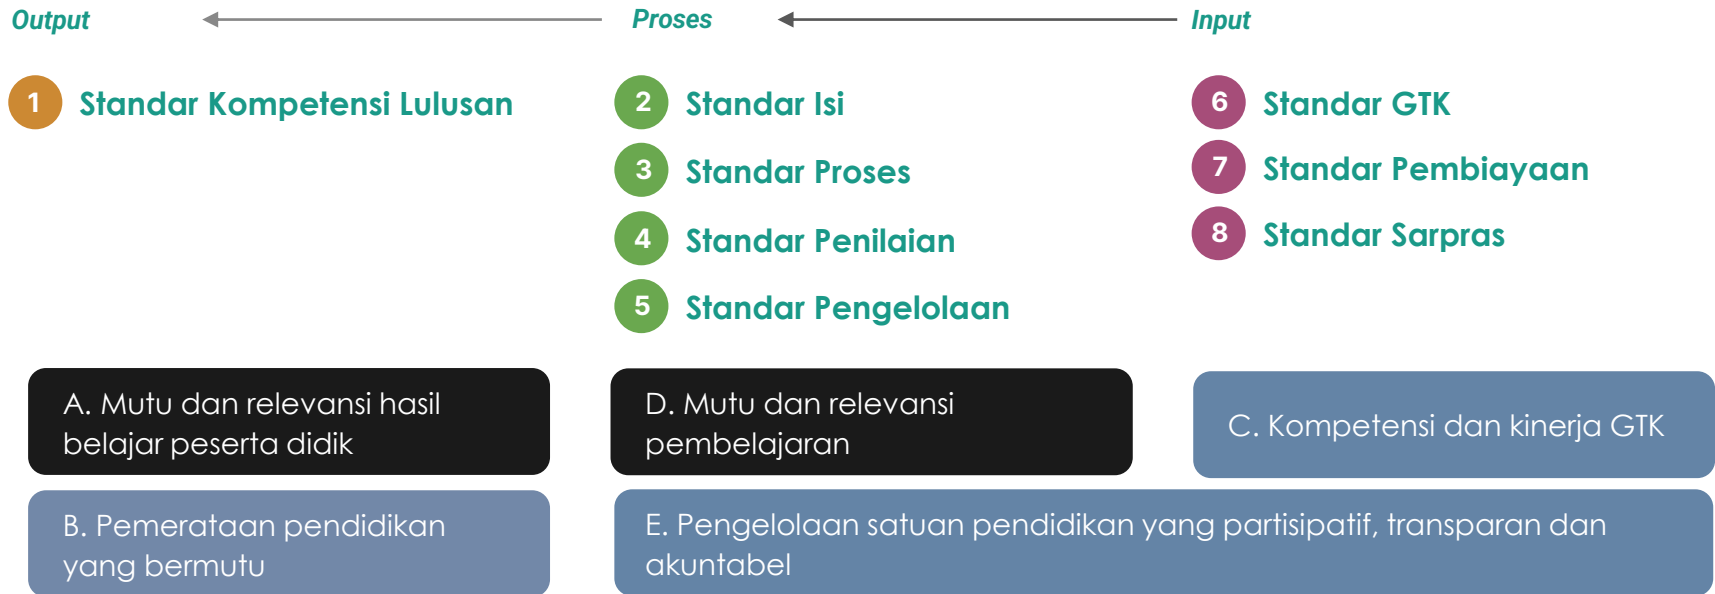 Output
Proses
Input
1 Standar Kompetensi Lulusan
2 Standar Isi
3 Standar Proses
4 Standar Penilaian
5 Standar Pengelolaan
6 Standar GTK
7 Standar Pembiayaan
8 Standar Sarpras
A. Mutu dan relevansi hasil
belajar peserta didik
D. Mutu dan relevansi
pembelajaran
C. Kompetensi dan kinerja GTK
B. Pemerataan pendidikan
yang bermutu
E. Pengelolaan satuan pendidikan yang partisipatif, transparan dan
akuntabel